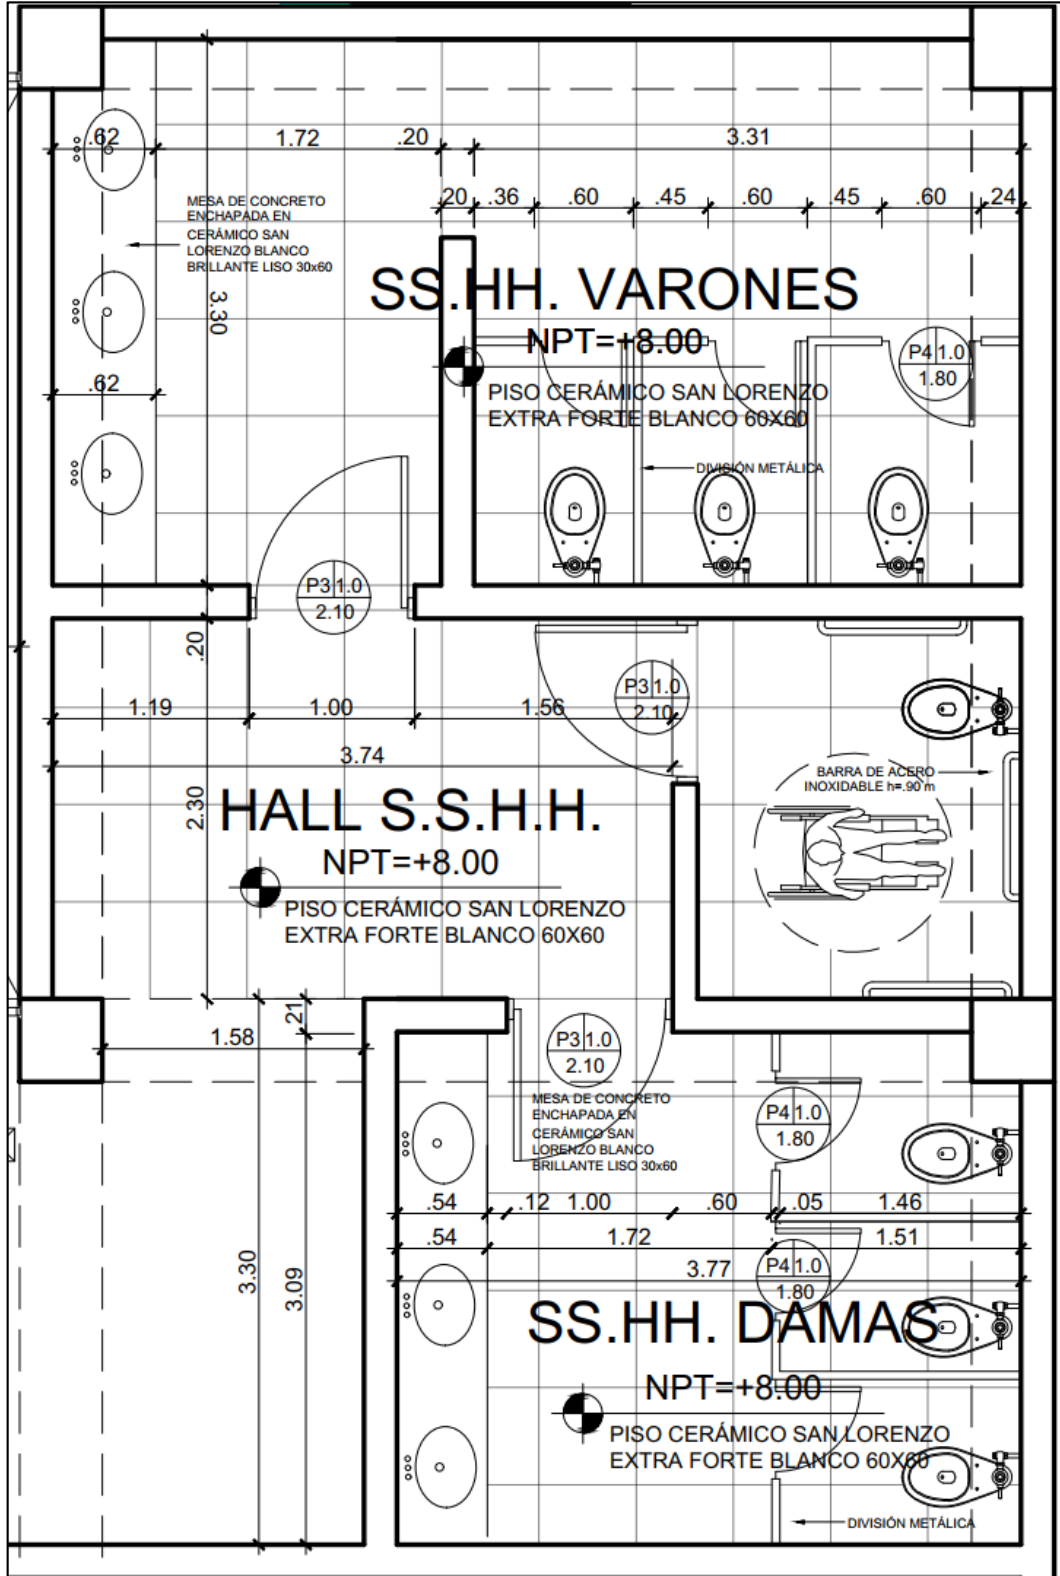 .62
1.72
.20
3.31
.20
.36
.60
.45
.60
.45
.60
.24
MESA DE CONCRETO
ENCHAPADA EN
CERÁMICO SAN
LORENZO BLANCO
BRILLANTE LISO 30x60
3.30
SS.HH. VARONES
NPT=+8.00
P4 1.0
1.80
.62
PISO CERÁMICO SAN LORENZO
EXTRA FORTE BLANCO 60X60
DIVISIÓN METÁLICA
P3 1.0
2.10
.20
P3 1.0
2.10
1.19
1.00
1.56
3.74
BARRA DE ACERO
INOXIDABLE h=.90 m
2.30
HALL S.S.H.H.
NPT=+8.00
PISO CERÁMICO SAN LORENZO
EXTRA FORTE BLANCO 60X60
.21
1.58
P3 1.0
2.10
MESA DE CONCRETO
ENCHAPADA EN
CERÁMICO SAN
LORENZO BLANCO
BRILLANTE LISO 30x60
P4 1.0
1.80
.54
.12
1.00
.60
.05
1.46
.54
1.72
1.51
3.77
P4 1.0
1.80
3.30
3.09
SS.HH. DAMAS
NPT=+8.00
PISO CERÁMICO SAN LORENZO
EXTRA FORTE BLANCO 60X60
DIVISIÓN METÁLICA